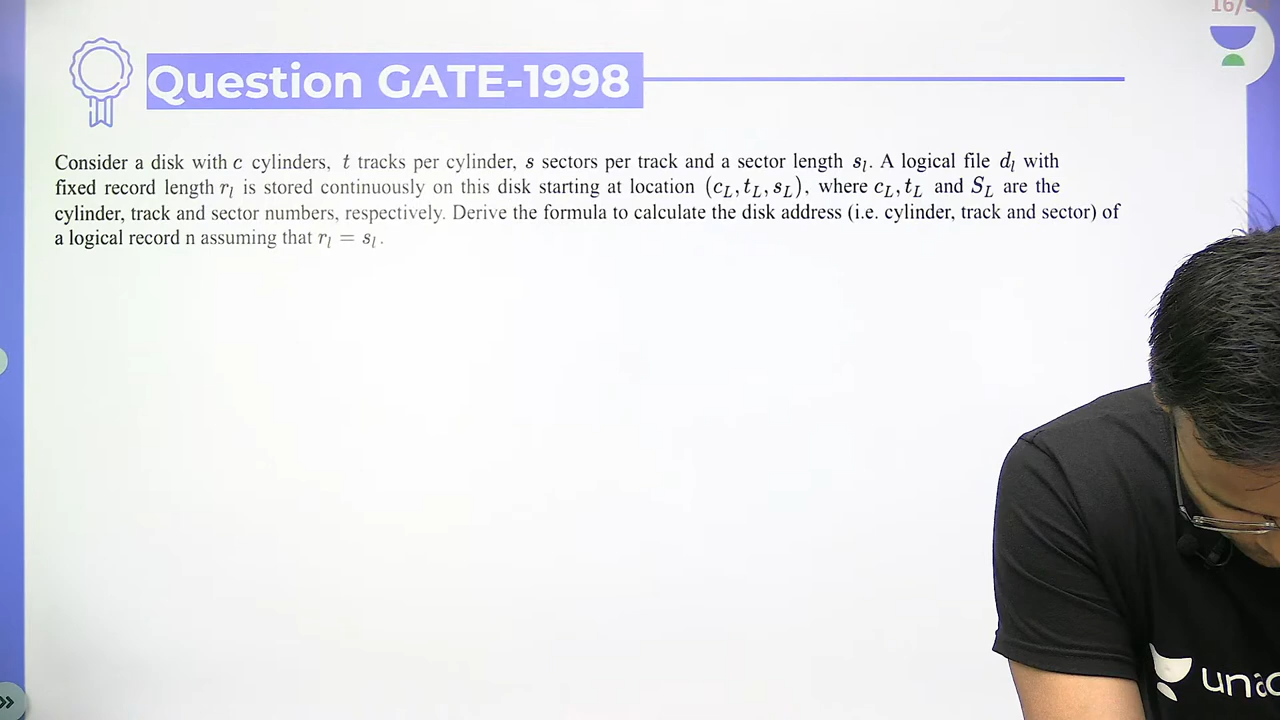 16/
Question GATE-1998
Consider a disk with c cylinders, t tracks per cylinder, s sectors per track and a sector length s_l. A logical file d_l with
fixed record length r_l is stored continuously on this disk starting at location (c_L, t_L, s_L), where c_L, t_L and S_L are the
cylinder, track and sector numbers, respectively. Derive the formula to calculate the disk address (i.e. cylinder, track and sector) of
a logical record n assuming that r_l = s_l.